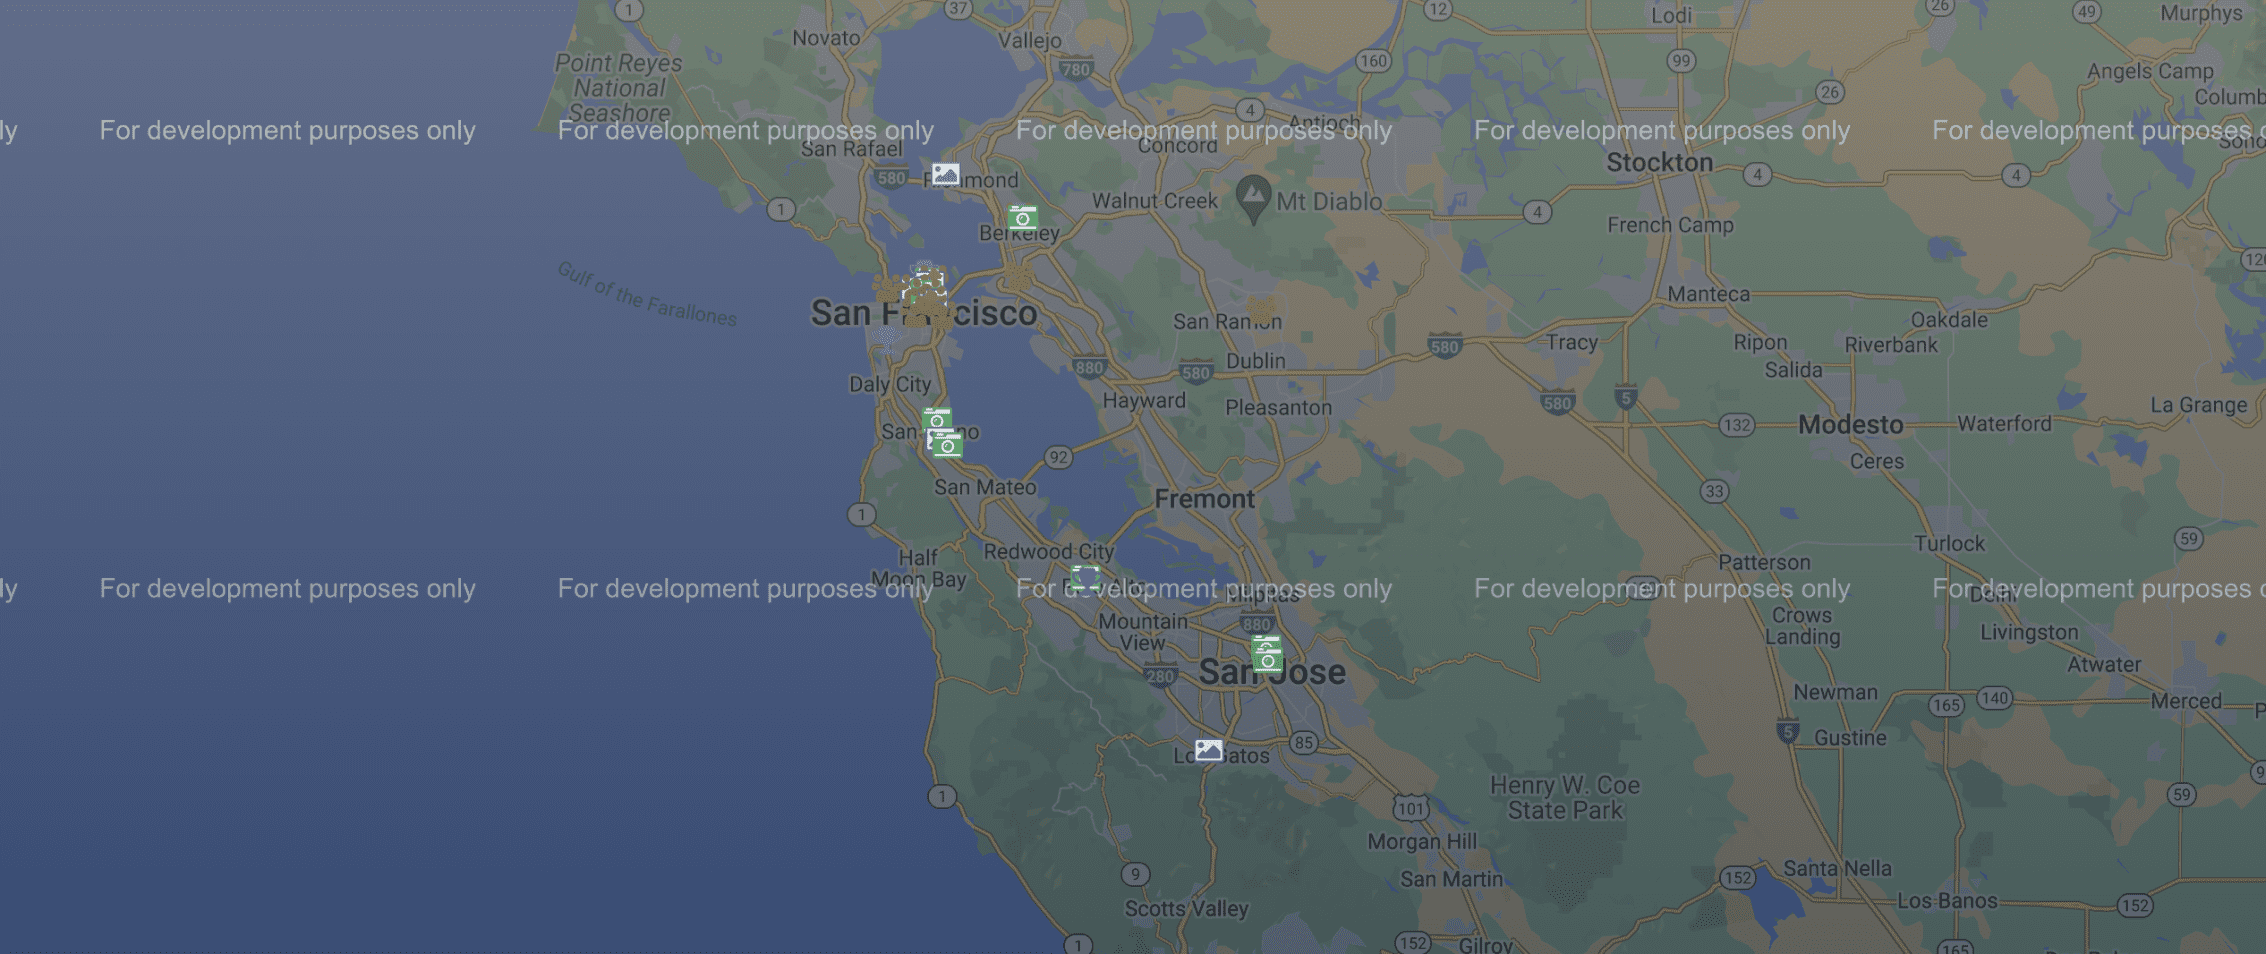 1
37
12
Lodi
26
49
Murphys
Novato
Vallejo
780
160
99
Angels Camp
Point Reyes
National
Seashore
4
26
Columb
Antioch
ly
For development purposes only
For development purposes only
For development purposes only
For development purposes only
For development purposes o
San Rafael
Concord
Stockton
Sono
580
4
4
Walnut Creek
Mt Diablo
1
4
French Camp
Berkeley
120
Gulf of the Farallones
Manteca
San Francisco
San Ramon
Oakdale
580
Tracy
Ripon
Riverbank
Dublin
880
580
Salida
Daly City
5
Hayward
Pleasanton
580
La Grange
132
Modesto
Waterford
92
Ceres
San Mateo
33
Fremont
1
59
Turlock
Half
Moon Bay
Redwood City
Patterson
ly
For development purposes only
For development purposes only
For development purposes only
For development purposes only
For development purposes o
Milpitas
Delhi
Mountain
View
880
Crows
Landing
Livingston
San Jose
280
Atwater
Newman
140
165
Merced
5
Gustine
85
Los Gatos
Henry W. Coe
State Park
1
59
101
Morgan Hill
9
San Martin
152
Santa Nella
Scotts Valley
Los Banos
152
1
152
Gilroy
165